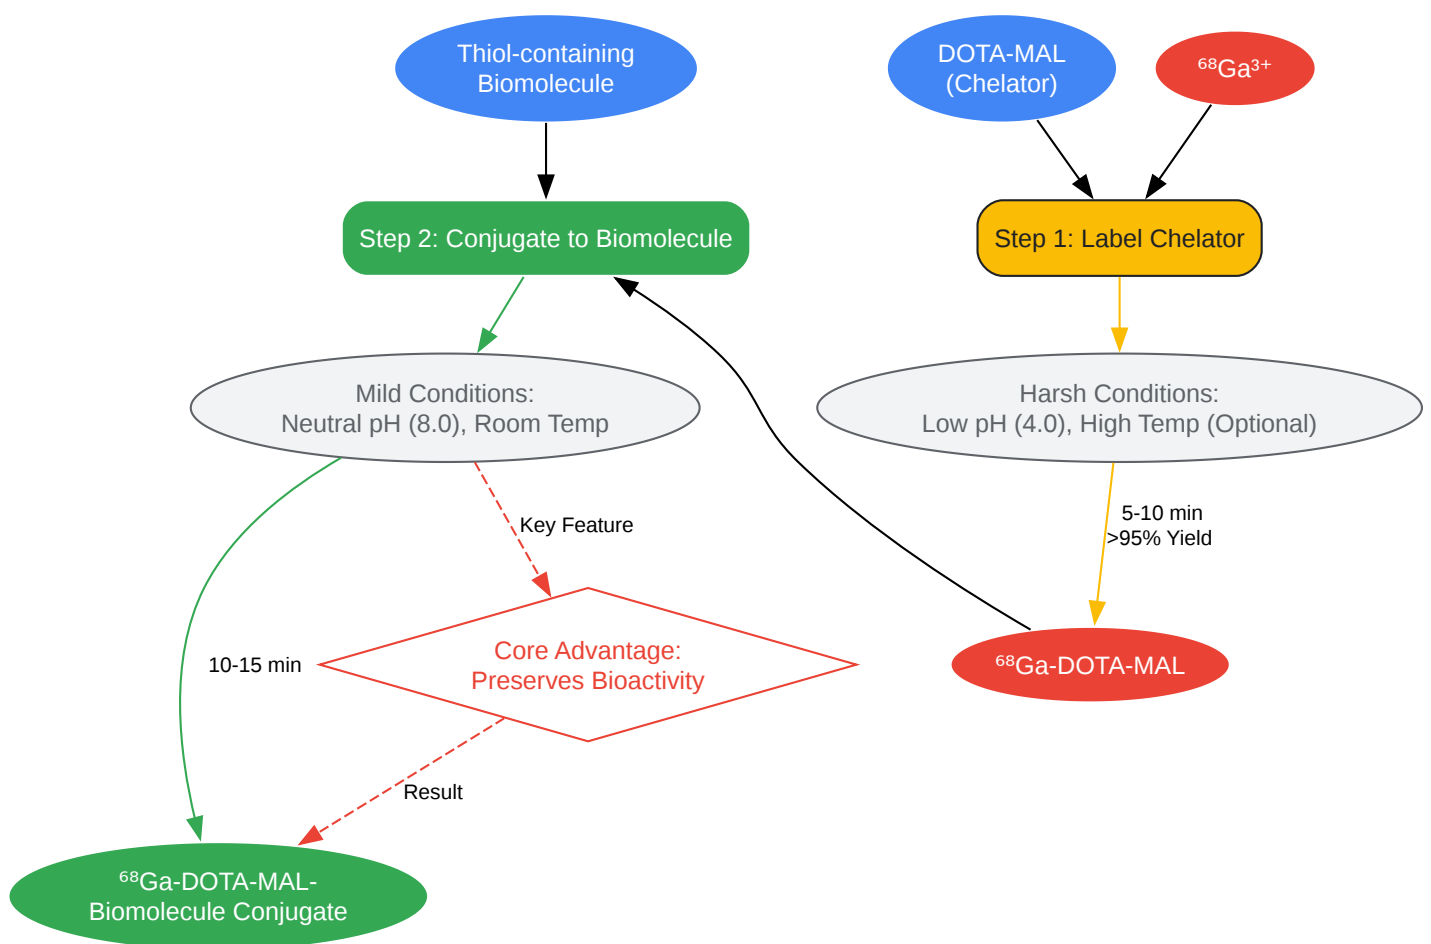 Thiol-containing
Biomolecule
DOTA-MAL
(Chelator)
⁶⁸Ga³⁺
Step 2: Conjugate to Biomolecule
Step 1: Label Chelator
Mild Conditions:
Neutral pH (8.0), Room Temp
Harsh Conditions:
Low pH (4.0), High Temp (Optional)
Key Feature
5-10 min
>95% Yield
10-15 min
Core Advantage:
Preserves Bioactivity
⁶⁸Ga-DOTA-MAL
Result
⁶⁸Ga-DOTA-MAL-
Biomolecule Conjugate